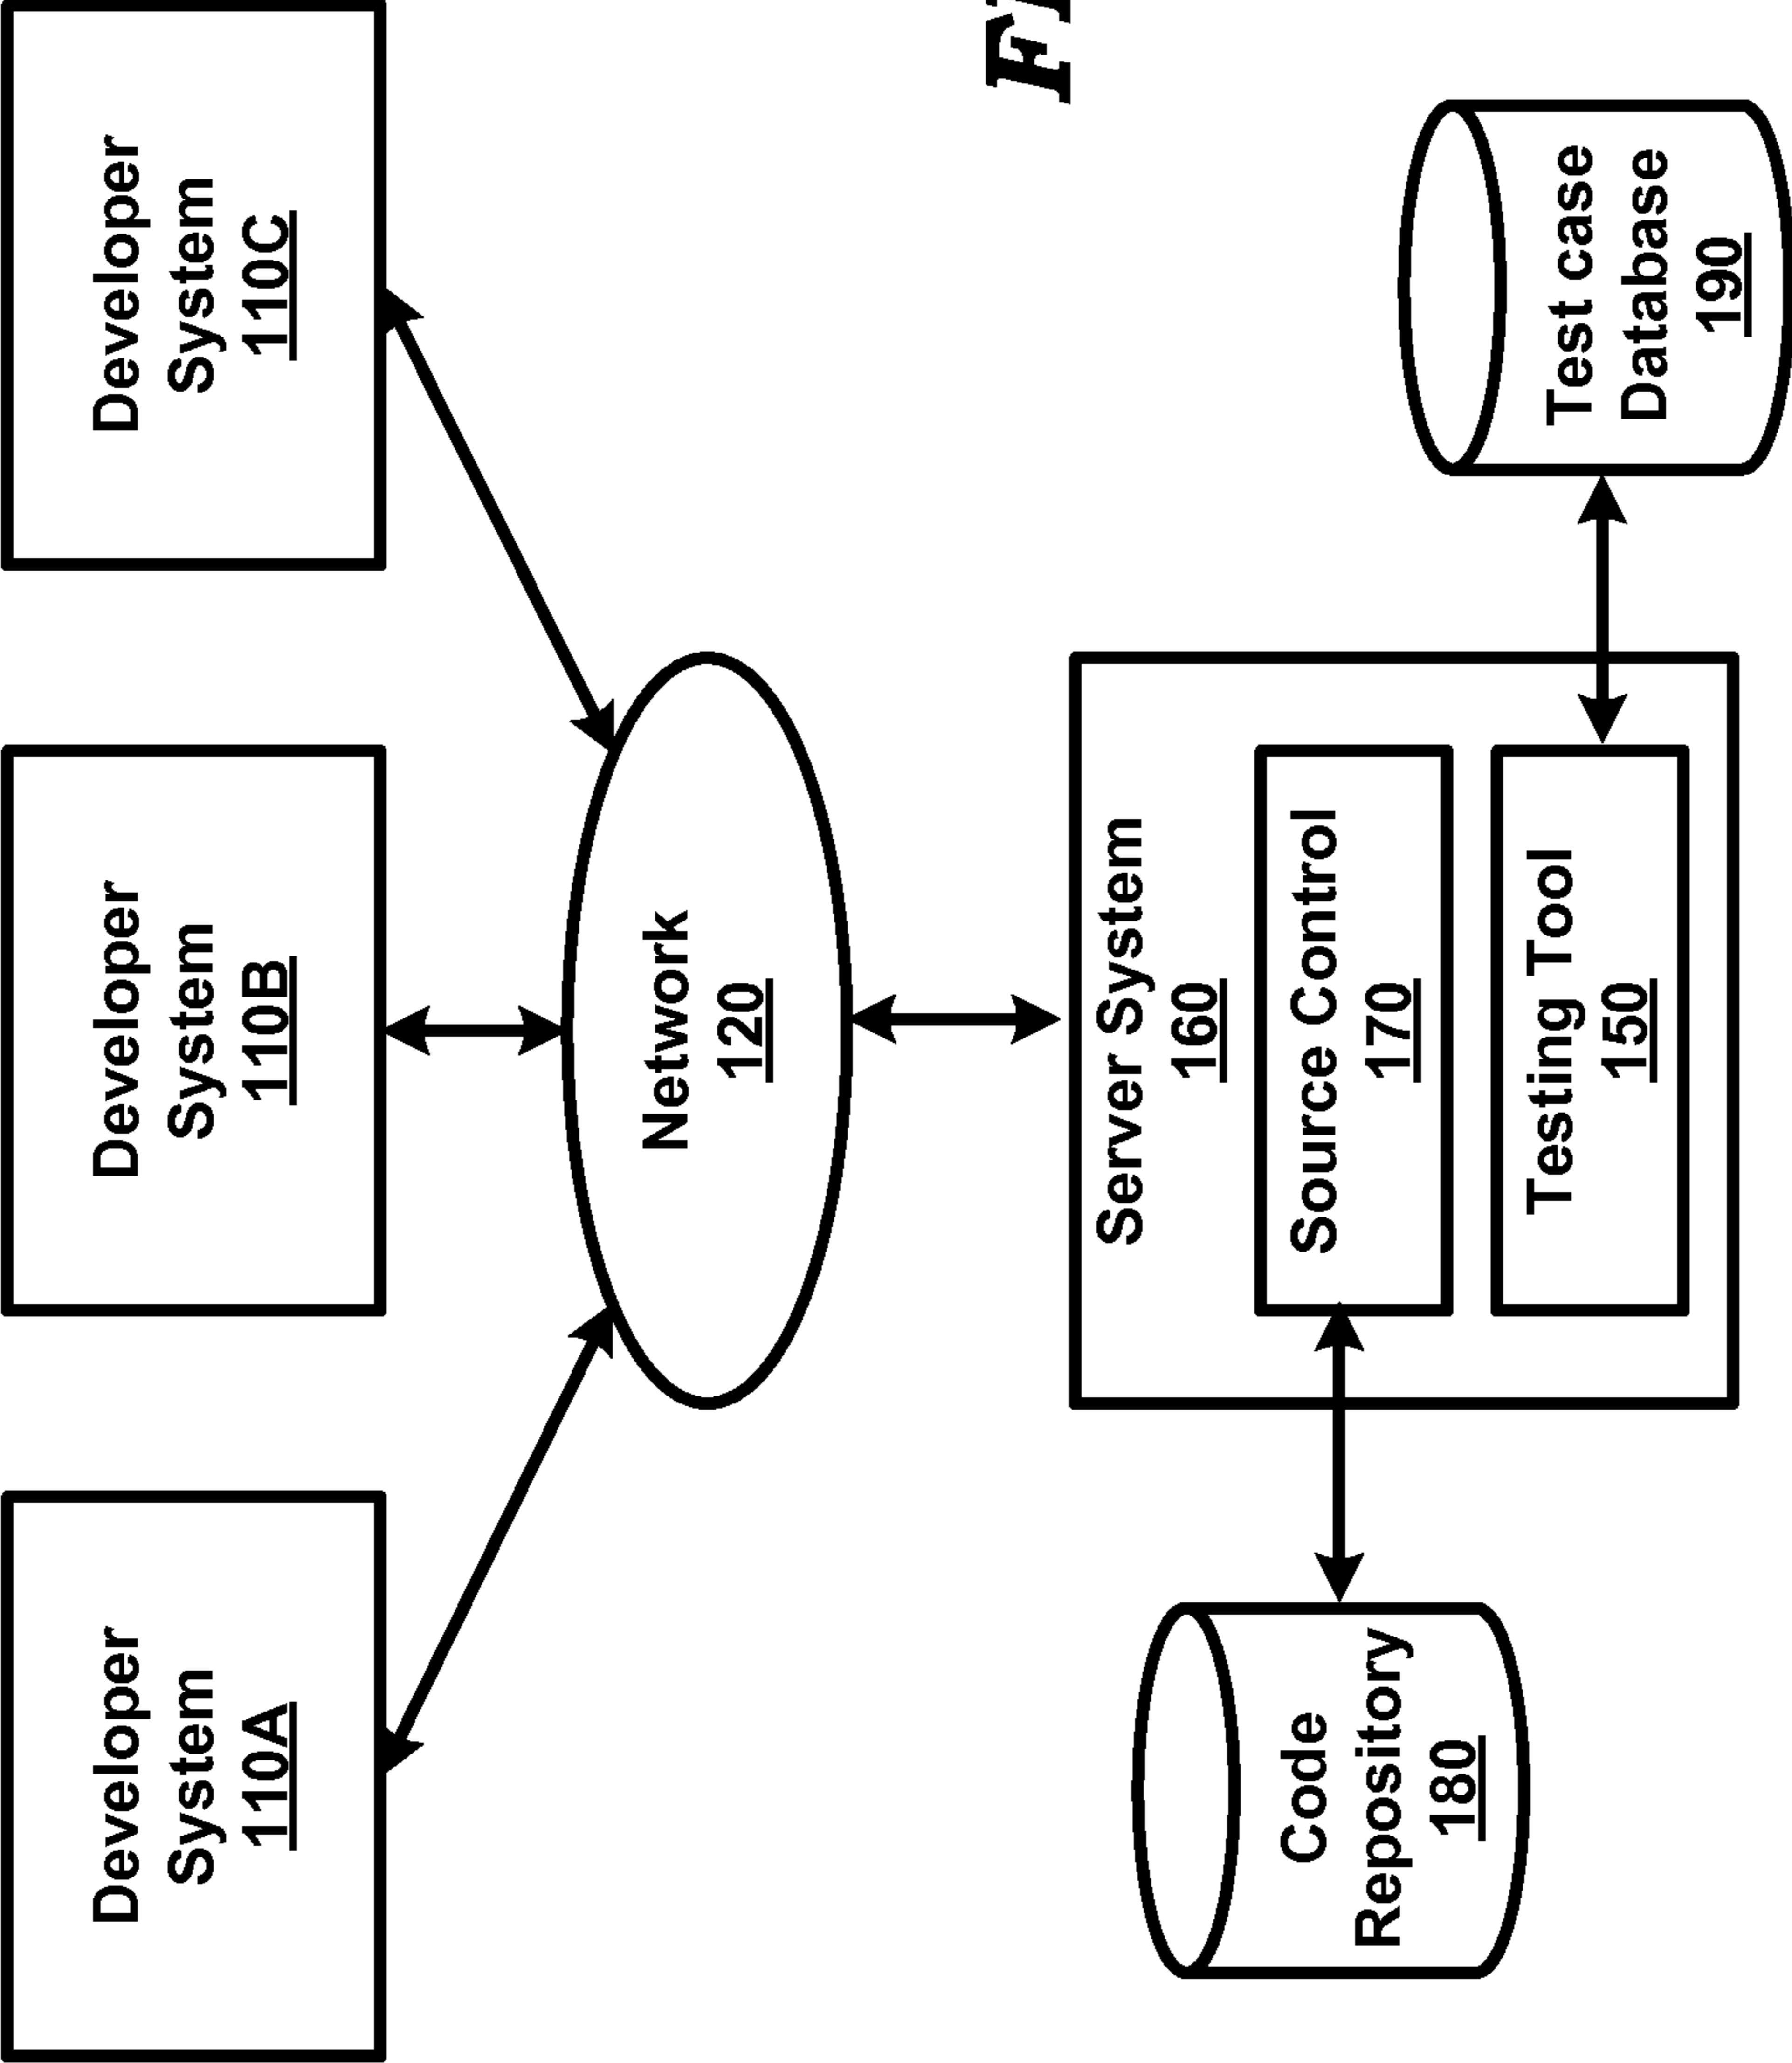 Developer
System
110A
Developer
System
110B
Developer
System
110C
Network
120
Server System
160
Source Control
170
Testing Tool
150
Code
Repository
180
Test case
Database
190